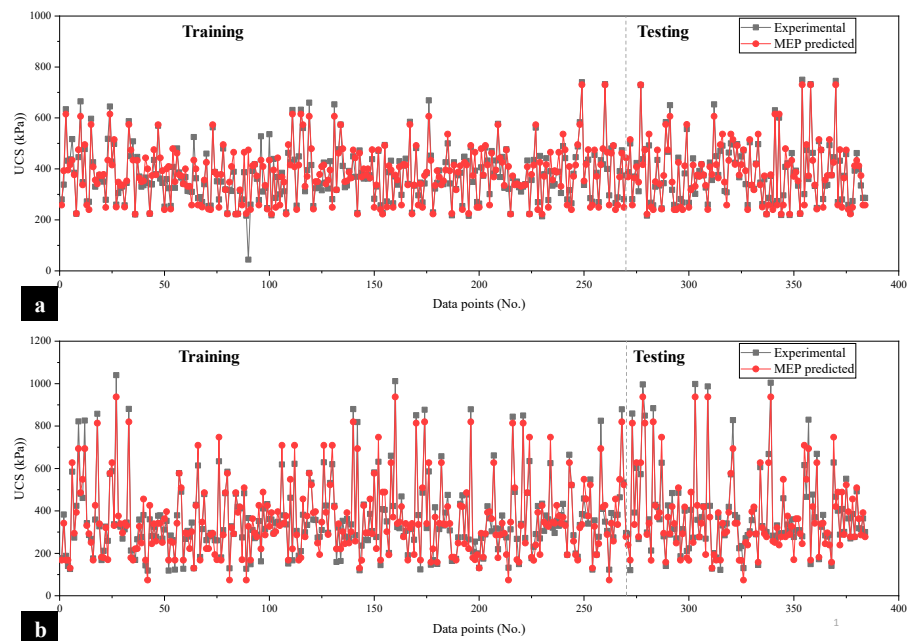 Training
Testing
Experimental
MEP predicted
1000
800
600
400
200
0
UCS (kPa))
0 50 100 150 200 250 300 350 400
Data points (No.)
a
Training
Testing
Experimental
MEP predicted
1200
1000
800
600
400
200
0
UCS (kPa))
0 50 100 150 200 250 300 350 400
Data points (No.)
b
1